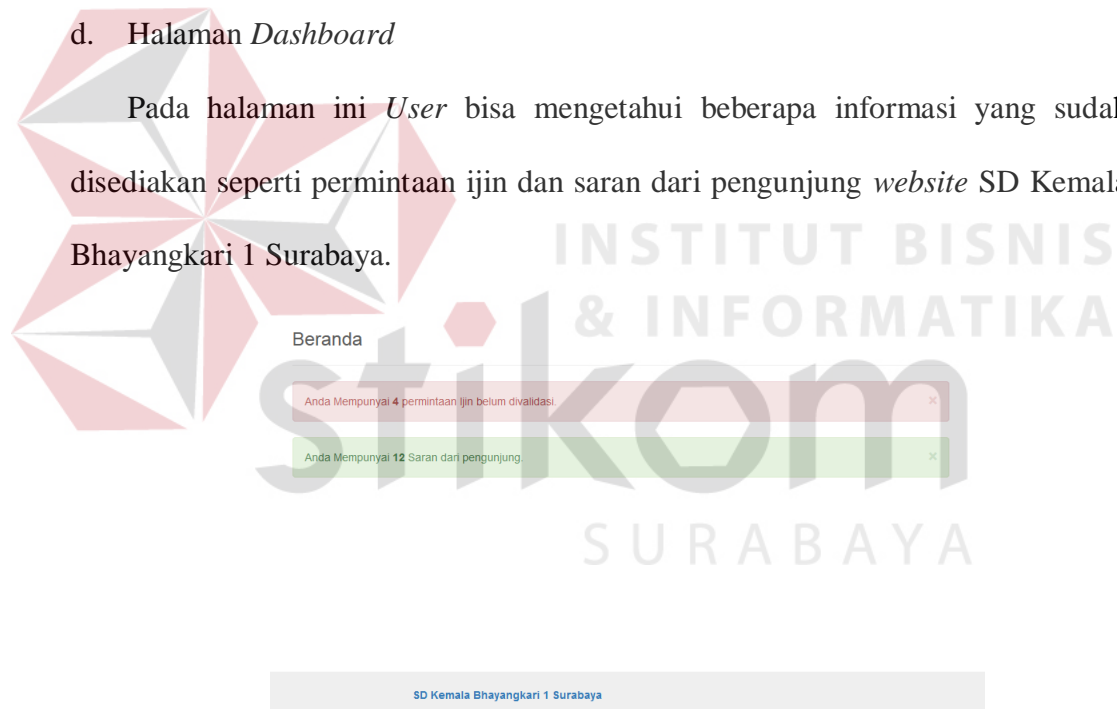 d. Halaman Dashboard
Pada halaman ini User bisa mengetahui beberapa informasi yang sudah
disediakan seperti permintaan ijin dan saran dari pengunjung website SD Kemala
Bhayangkari 1 Surabaya.
INSTITUT BISNIS
& INFORMATIKA
stikom
SURABAYA
Beranda
Anda Mempunyai 4 permintaan Ijin belum divalidasi. ×
Anda Mempunyai 12 Saran dari pengunjung. ×
SD Kemala Bhayangkari 1 Surabaya